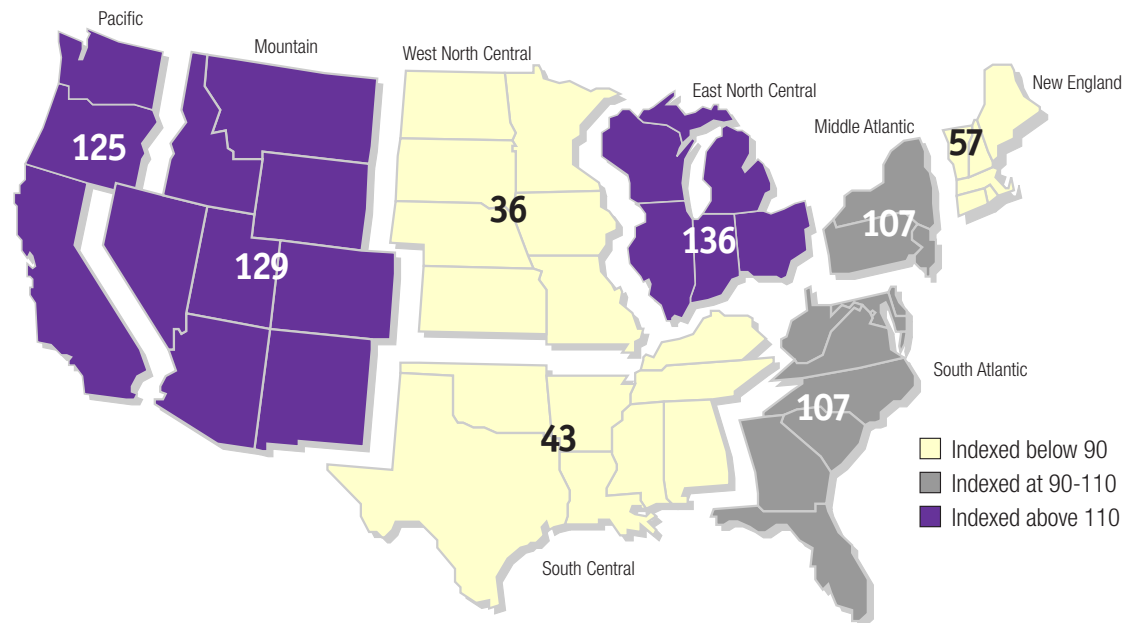 Pacific
Mountain
West North Central
East North Central
New England
Middle Atlantic
125
57
36
107
136
129
South Atlantic
107
43
Indexed below 90
Indexed at 90-110
Indexed above 110
South Central